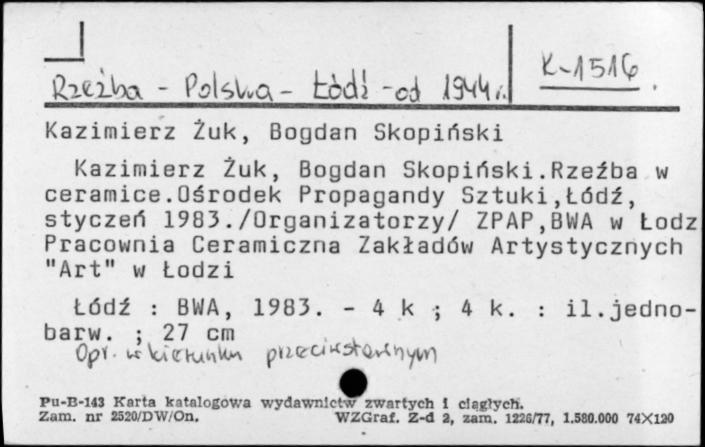 Rzeźba - Polska - Łódź - od 1944 r.
K-1516
Kazimierz Żuk, Bogdan Skopiński
Kazimierz Żuk, Bogdan Skopiński.Rzeźba w
ceramice.Ośrodek Propagandy Sztuki,Łódź,
styczeń 1983./Organizatorzy/ ZPAP,BWA w Łodz
Pracownia Ceramiczna Zakładów Artystycznych
"Art" w Łodzi
Łódź : BWA, 1983. - 4 k ; 4 k. : il.jedno-
barw. ; 27 cm
Opr. w kierunku przeciwstawnym
Pu-B-143 Karta katalogowa wydawnictw zwartych i ciągłych.
Zam. nr 2520/DW/On. WZGraf. Z-d 2, zam. 1226/77, 1.580.000 74X120